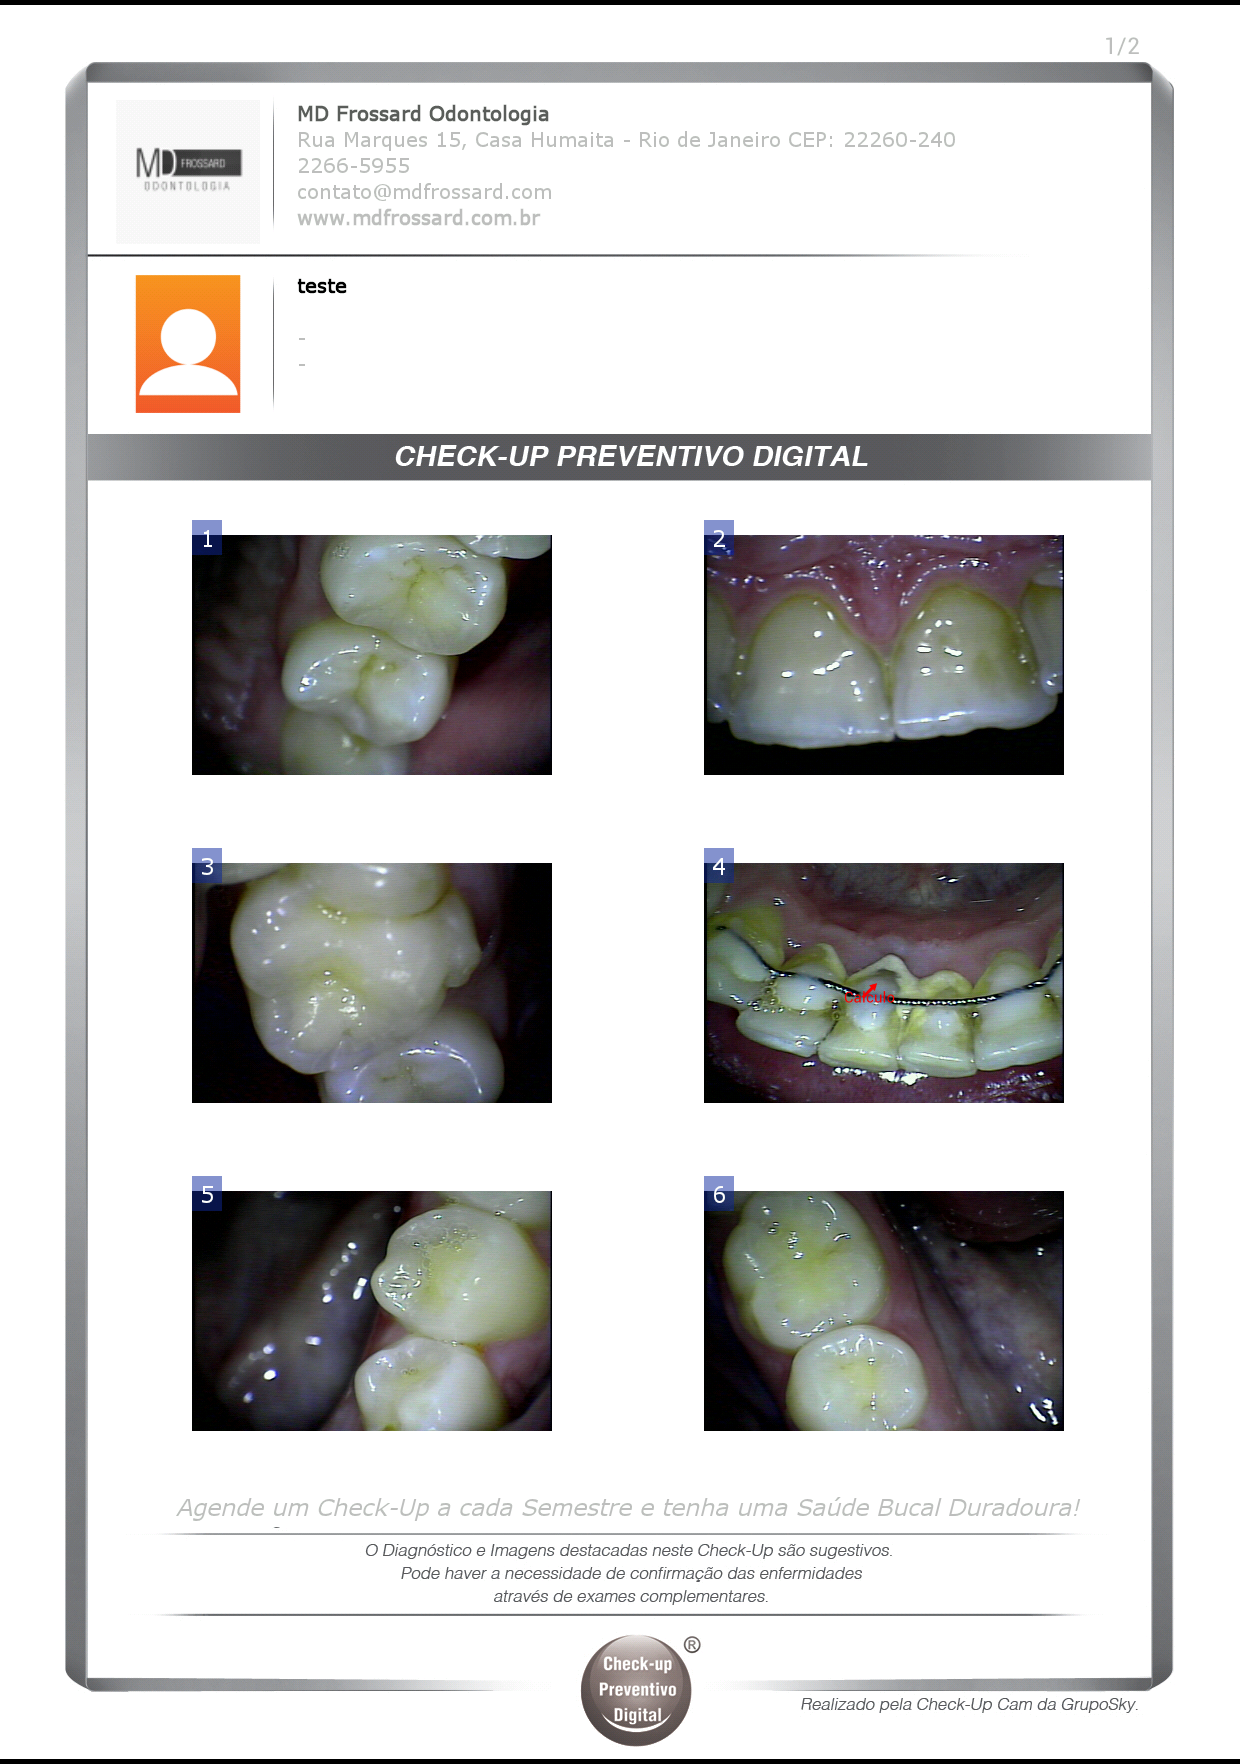 1/2
MD FROSSARD
ODONTOLOGIA
MD Frossard Odontologia
Rua Marques 15, Casa Humaita - Rio de Janeiro CEP: 22260-240
2266-5955
contato@mdfrossard.com
www.mdfrossard.com.br
teste
-
-
CHECK-UP PREVENTIVO DIGITAL
1
2
3
4
Cálculo
5
6
Agende um Check-Up a cada Semestre e tenha uma Saúde Bucal Duradoura!
O Diagnóstico e Imagens destacadas neste Check-Up são sugestivos.
Pode haver a necessidade de confirmação das enfermidades
através de exames complementares.
Check-up
Preventivo
Digital
®
Realizado pela Check-Up Cam da GrupoSky.